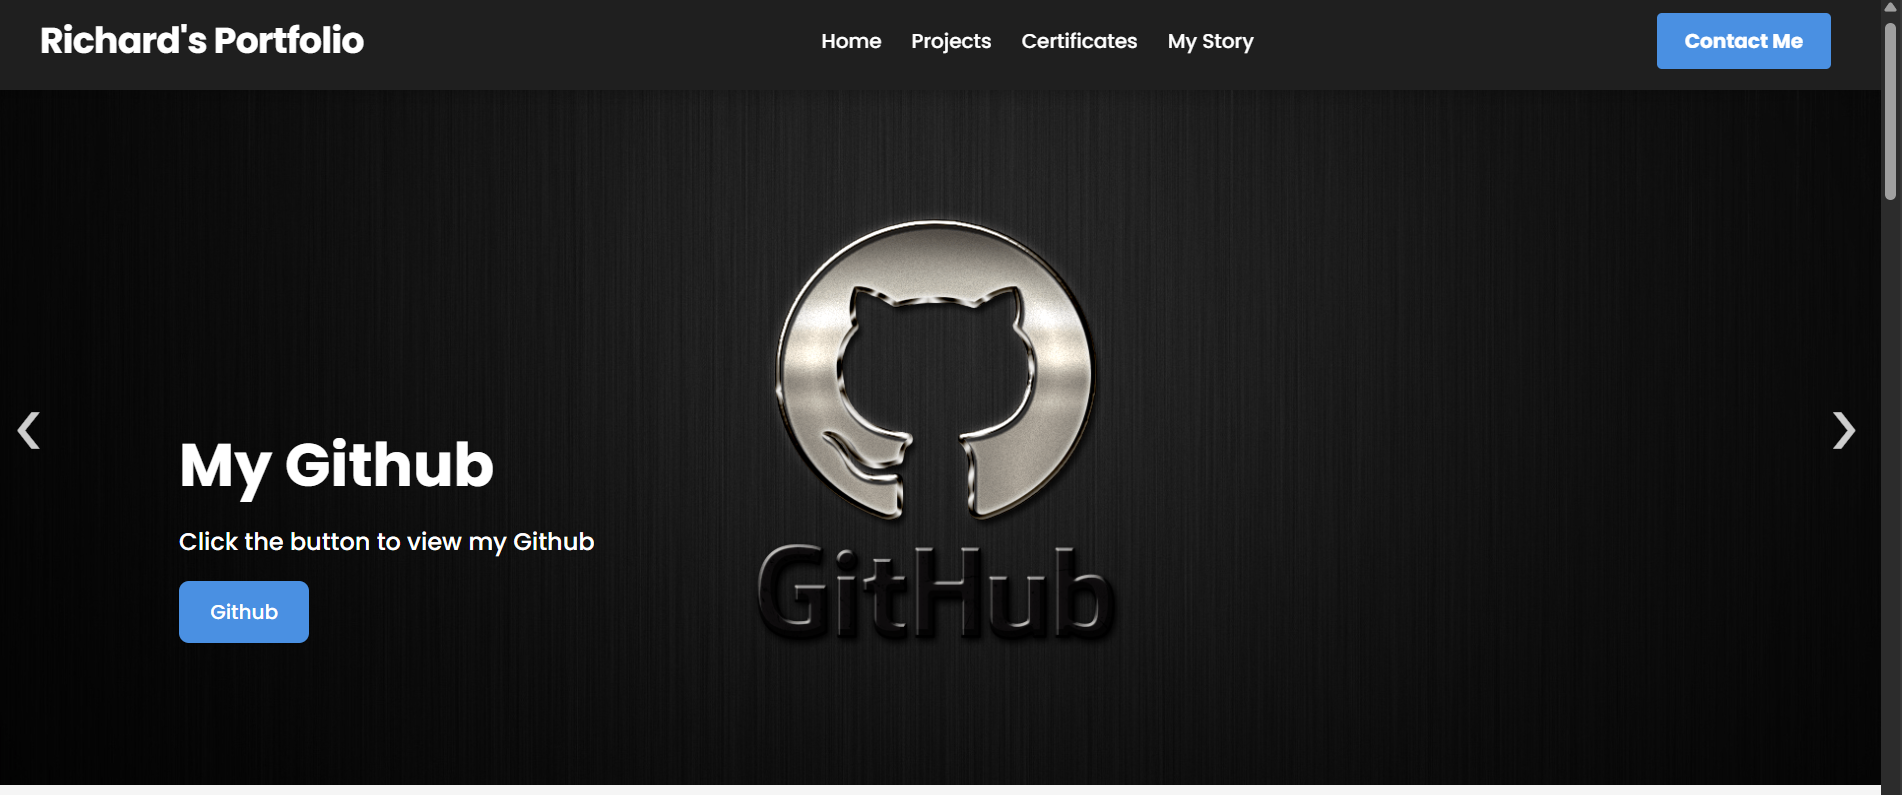 Richard's Portfolio
Home
Projects
Certificates
My Story
Contact Me
My Github
Click the button to view my Github
Github
GitHub